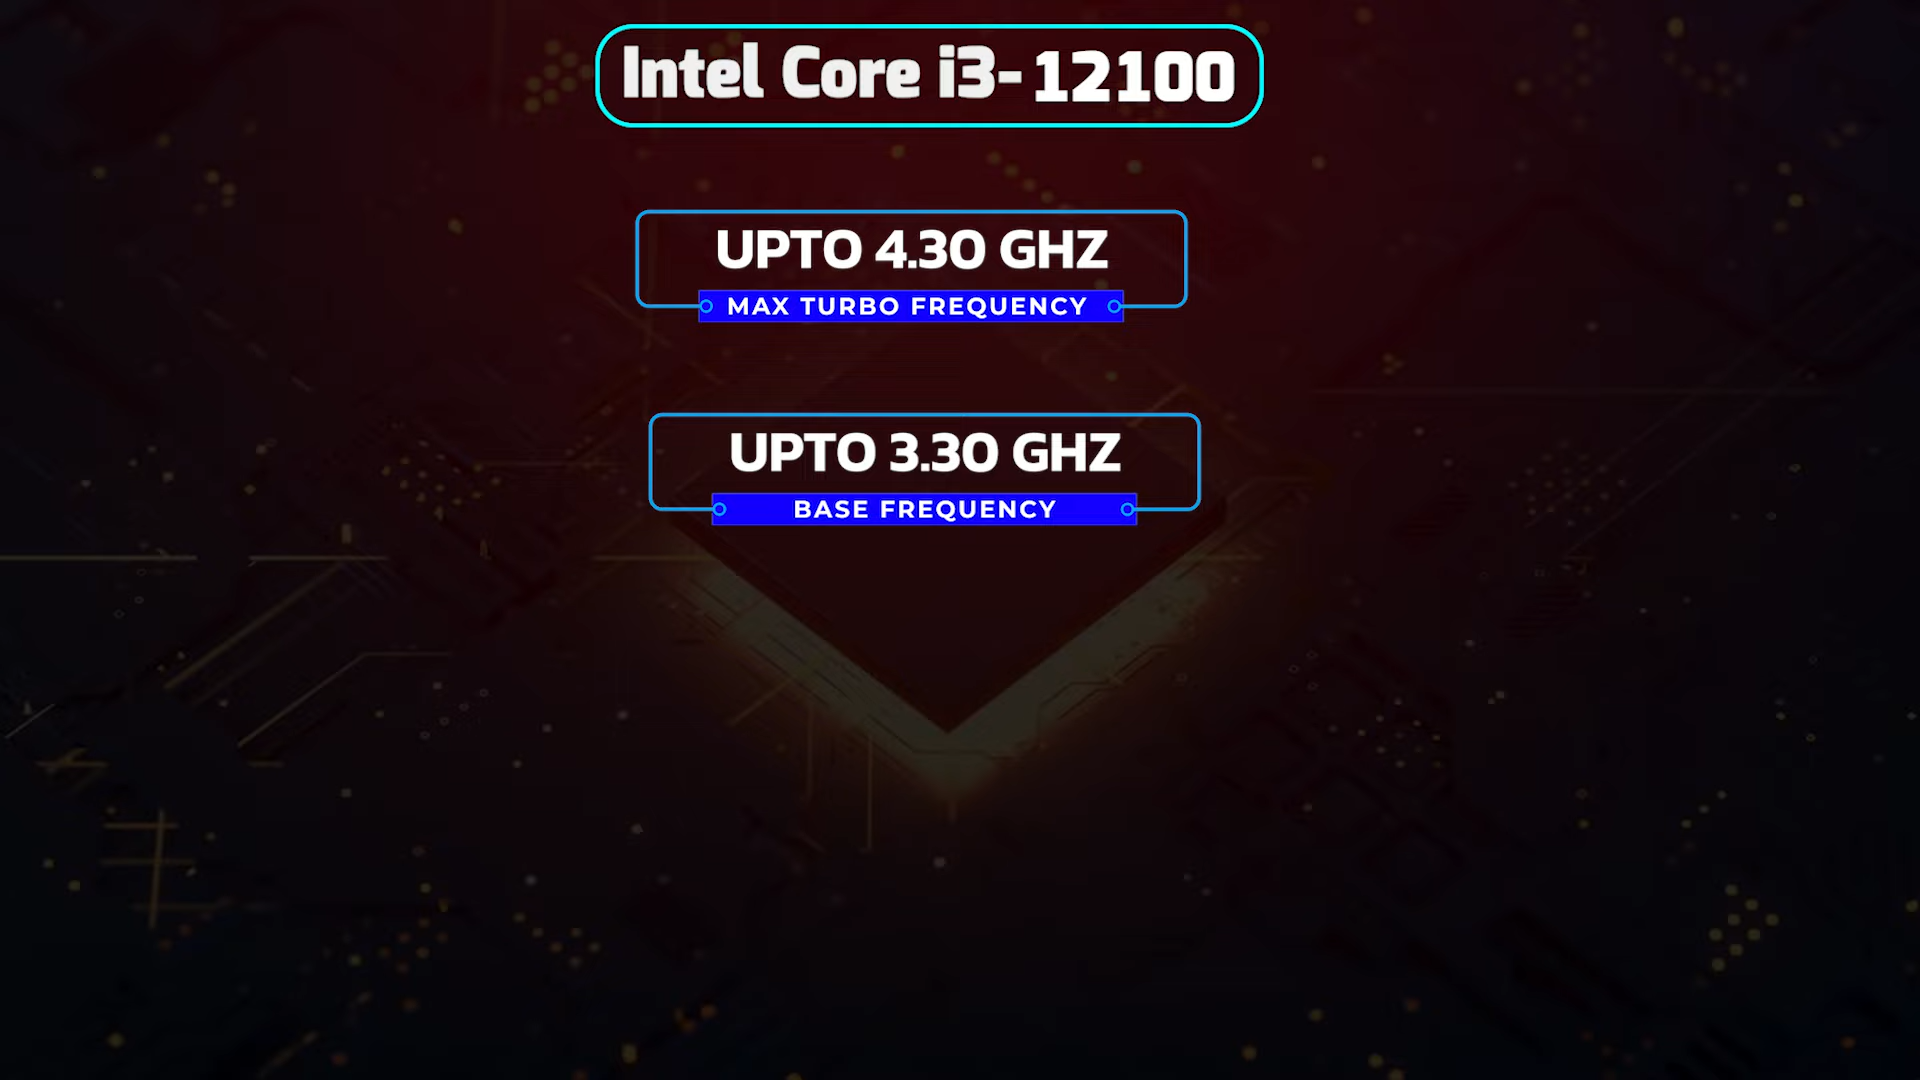 Intel Core i3-12100
UPTO 4.30 GHZ
MAX TURBO FREQUENCY
UPTO 3.30 GHZ
BASE FREQUENCY